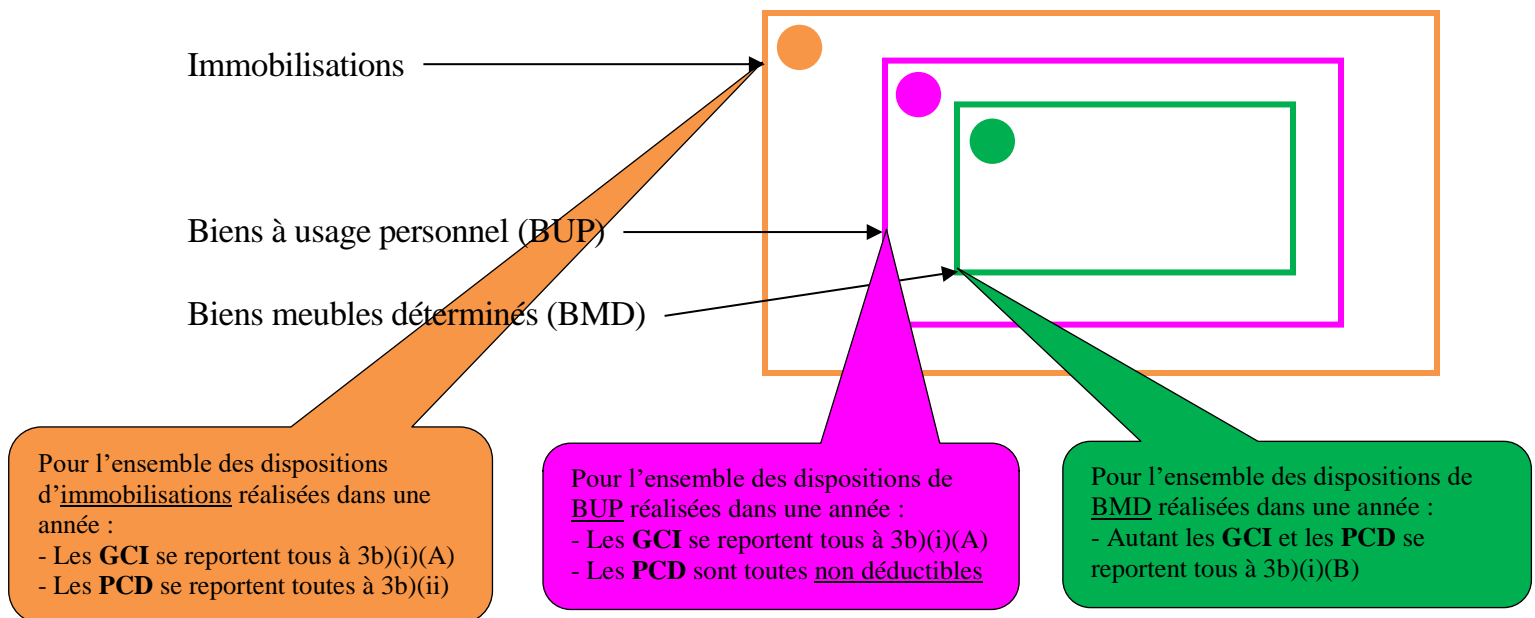 Immobilisations
Biens à usage personnel (BUP)
Biens meubles déterminés (BMD)
Pour l'ensemble des dispositions
d'immobilisations réalisées dans une
année :
- Les GCI se reportent tous à 3b)(i)(A)
- Les PCD se reportent toutes à 3b)(ii)
Pour l'ensemble des dispositions de
BUP réalisées dans une année :
- Les GCI se reportent tous à 3b)(i)(A)
- Les PCD sont toutes non déductibles
Pour l'ensemble des dispositions de
BMD réalisées dans une année :
- Autant les GCI et les PCD se
reportent tous à 3b)(i)(B)